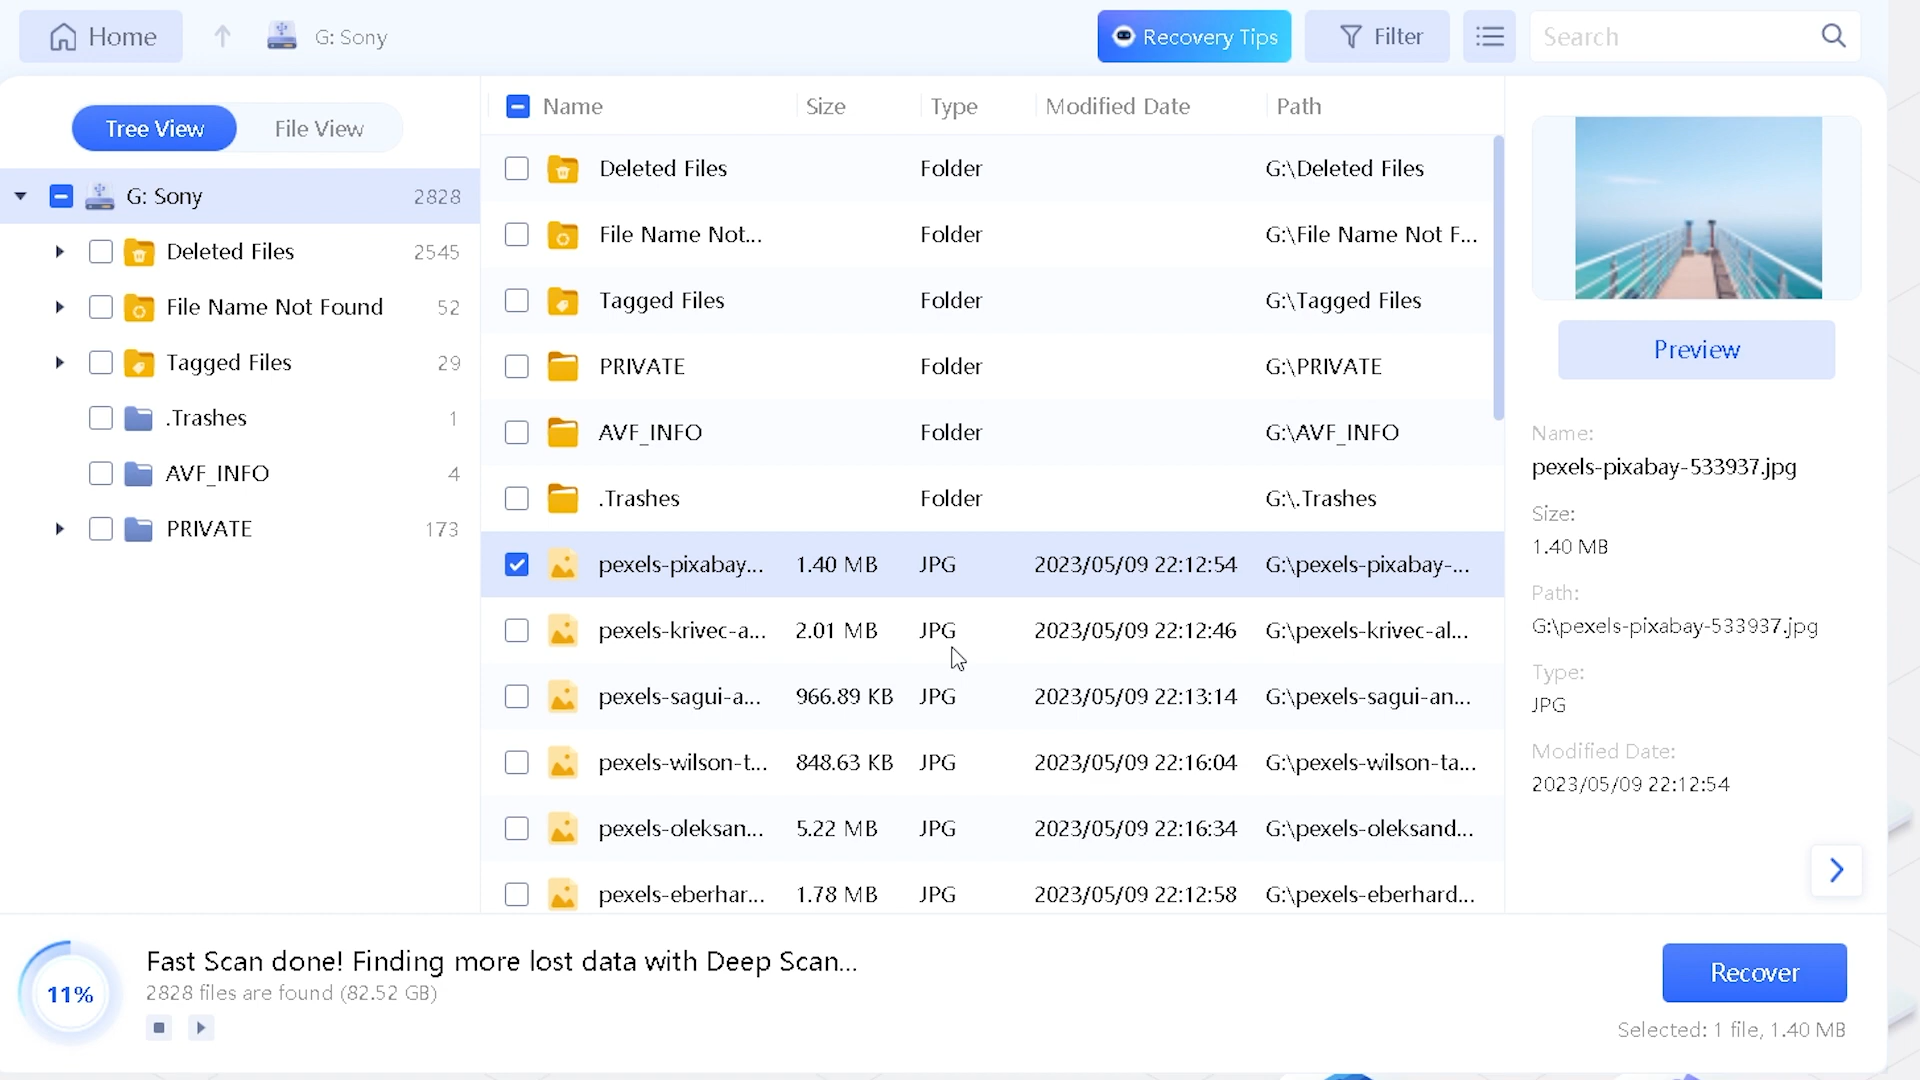 Home
G: Sony
Recovery Tips
Filter
Search
Tree View
File View
G: Sony 2828
Deleted Files 2545
File Name Not Found 52
Tagged Files 29
.Trashes 1
AVF_INFO 4
PRIVATE 173
Name Size Type Modified Date Path
Deleted Files Folder G:\Deleted Files
File Name Not... Folder G:\File Name Not F...
Tagged Files Folder G:\Tagged Files
PRIVATE Folder G:\PRIVATE
AVF_INFO Folder G:\AVF_INFO
.Trashes Folder G:\.Trashes
pexels-pixabay... 1.40 MB JPG 2023/05/09 22:12:54 G:\pexels-pixabay-...
pexels-krivec-a... 2.01 MB JPG 2023/05/09 22:12:46 G:\pexels-krivec-al...
pexels-sagui-a... 966.89 KB JPG 2023/05/09 22:13:14 G:\pexels-sagui-an...
pexels-wilson-t... 848.63 KB JPG 2023/05/09 22:16:04 G:\pexels-wilson-ta...
pexels-oleksan... 5.22 MB JPG 2023/05/09 22:16:34 G:\pexels-oleksand...
pexels-eberhar... 1.78 MB JPG 2023/05/09 22:12:58 G:\pexels-eberhard...
Preview
Name:
pexels-pixabay-533937.jpg
Size:
1.40 MB
Path:
G:\pexels-pixabay-533937.jpg
Type:
JPG
Modified Date:
2023/05/09 22:12:54
11%
Fast Scan done! Finding more lost data with Deep Scan...
2828 files are found (82.52 GB)
Recover
Selected: 1 file, 1.40 MB